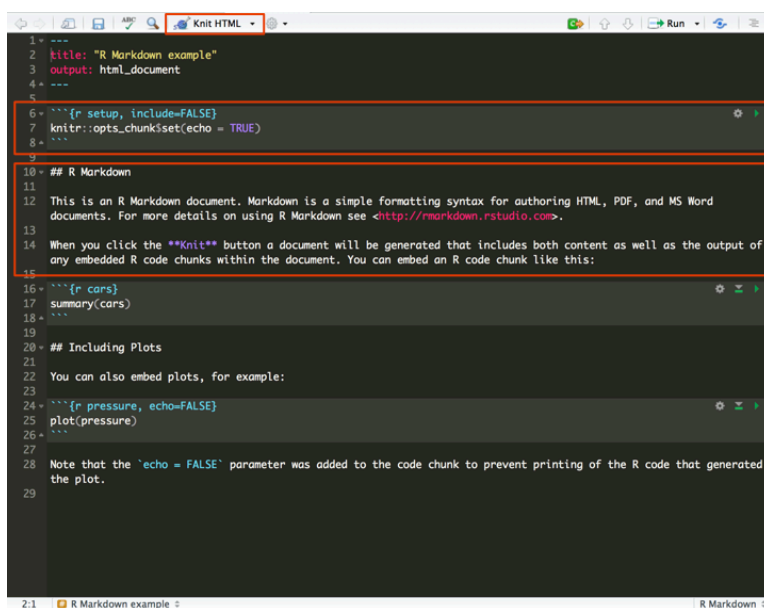 ABC Knit HTML Run
1 ---
2 title: "R Markdown example"
3 output: html_document
4 ---
5
6 ```{r setup, include=FALSE}
7 knitr::opts_chunk$set(echo = TRUE)
8 ```
9
10 ## R Markdown
11
12 This is an R Markdown document. Markdown is a simple formatting syntax for authoring HTML, PDF, and MS Word
documents. For more details on using R Markdown see <http://rmarkdown.rstudio.com>.
13
14 When you click the **Knit** button a document will be generated that includes both content as well as the output of
any embedded R code chunks within the document. You can embed an R code chunk like this:
15
16 ```{r cars}
17 summary(cars)
18 ```
19
20 ## Including Plots
21
22 You can also embed plots, for example:
23
24 ```{r pressure, echo=FALSE}
25 plot(pressure)
26 ```
27
28 Note that the `echo = FALSE` parameter was added to the code chunk to prevent printing of the R code that generated
the plot.
29
2:1 R Markdown example R Markdown